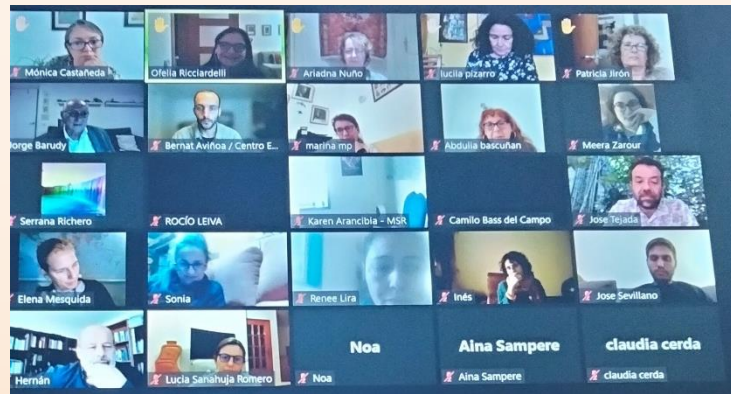 Mónica Castañeda
Ofelia Ricciardelli
Ariadna Nuño
lucila pizarro
Patricia Jirón
Jorge Barudy
Bernat Aviñoa / Centro E...
marina mp
Abdulia bascuñan
Meera Zarour
Serrana Richero
ROCÍO LEIVA
Karen Arancibia - MSR
Camilo Bass del Campo
Jose Tejada
Elena Mesquida
Sonia
Renee Lira
Inés
Jose Sevillano
Hernán
Lucia Sanahuja Romero
Noa
Noa
Aina Sampere
Aina Sampere
claudia cerda
claudia cerda